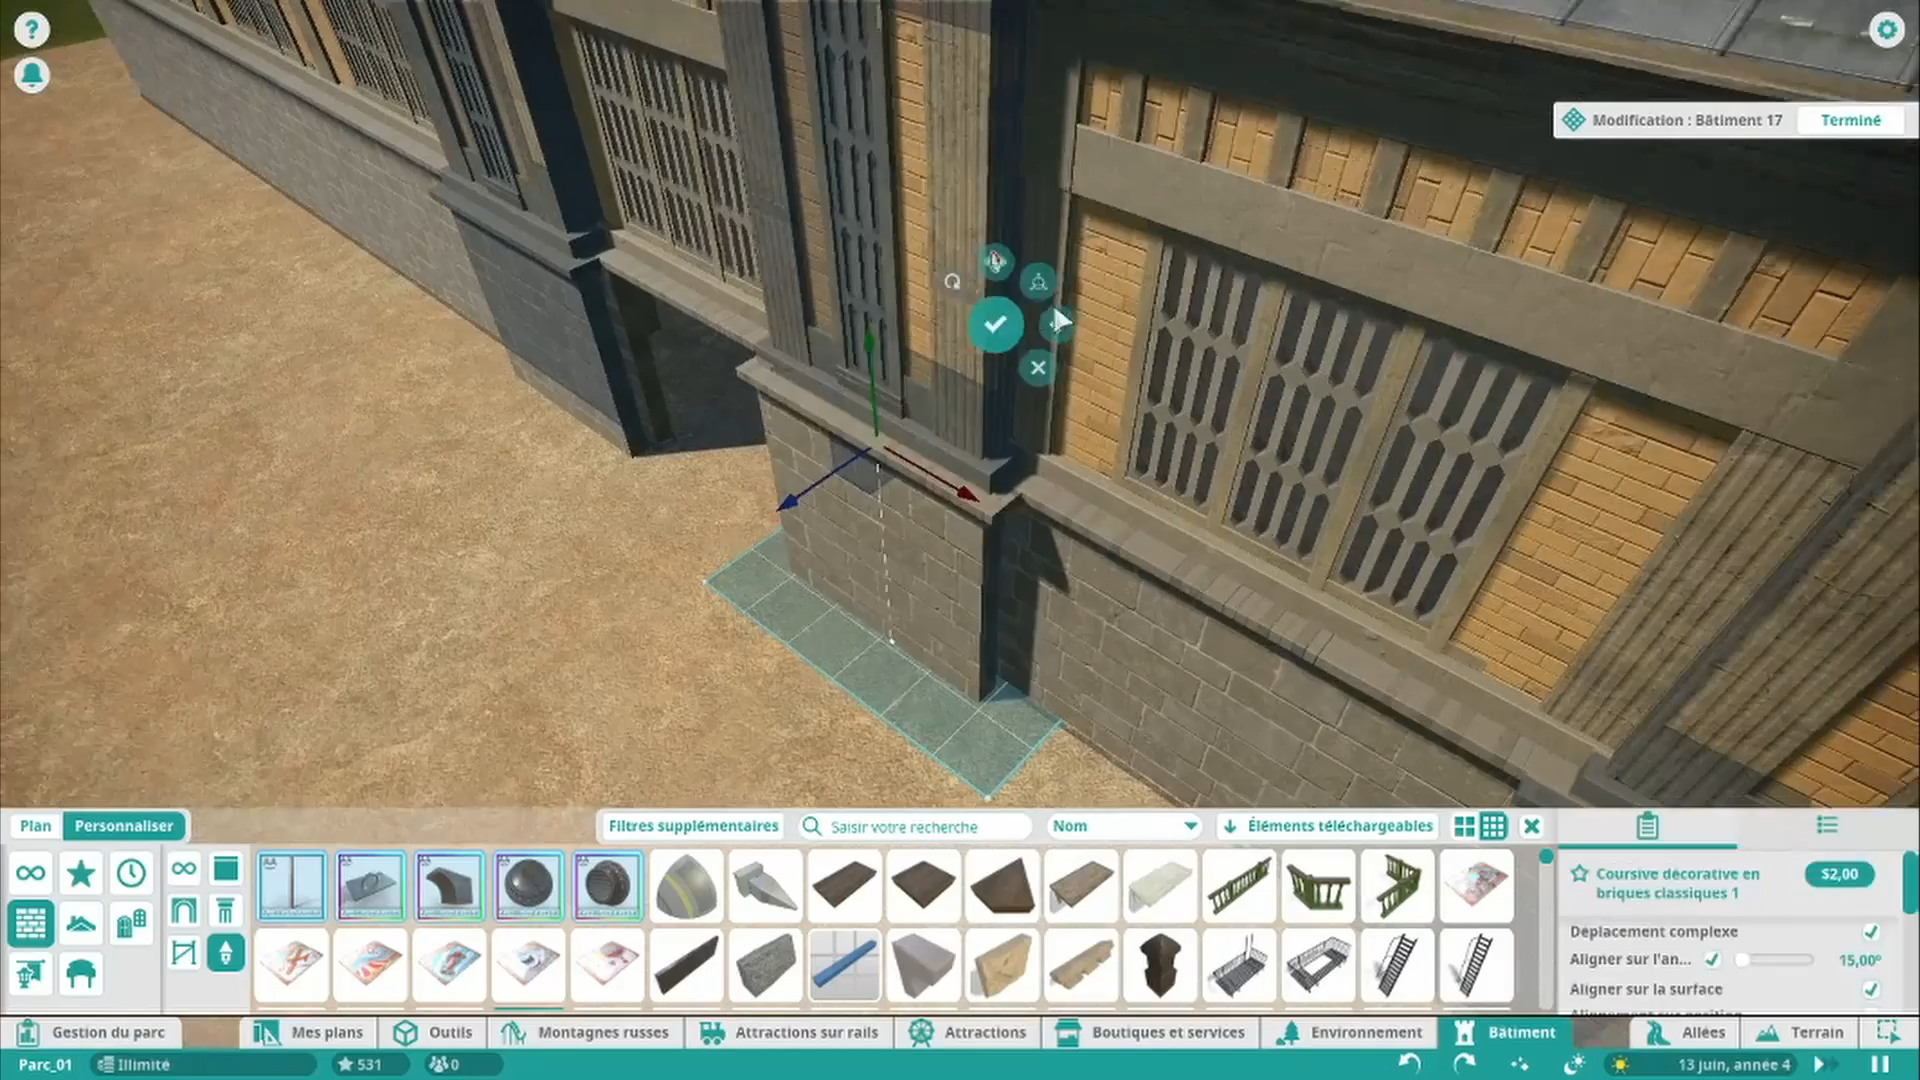 ?
Modification : Bâtiment 17
Terminé
Plan
Personnaliser
Filtres supplémentaires
Saisir votre recherche
Nom
Éléments téléchargeables
Coursive décorative en
briques classiques 1
$2,00
Déplacement complexe
Aligner sur l'an...
15,00°
Aligner sur la surface
Gestion du parc
Mes plans
Outils
Montagnes russes
Attractions sur rails
Attractions
Boutiques et services
Environnement
Bâtiment
Allées
Terrain
Parc_01
Illimité
531
0
13 juin, année 4